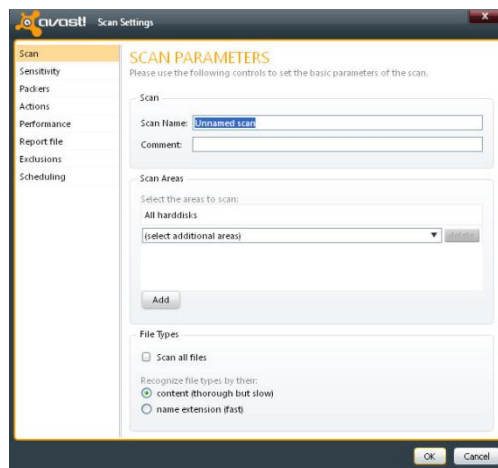 avast! Scan Settings
x
Scan
Sensitivity
Packers
Actions
Performance
Report file
Exclusions
Scheduling
SCAN PARAMETERS
Please use the following controls to set the basic parameters of the scan.
Scan
Scan Name: Unnamed scan
Comment:
Scan Areas
Select the areas to scan:
All harddisks
(select additional areas)
delete
Add
File Types
Scan all files
Recognize file types by their:
content (thorough but slow)
name extension (fast)
OK Cancel